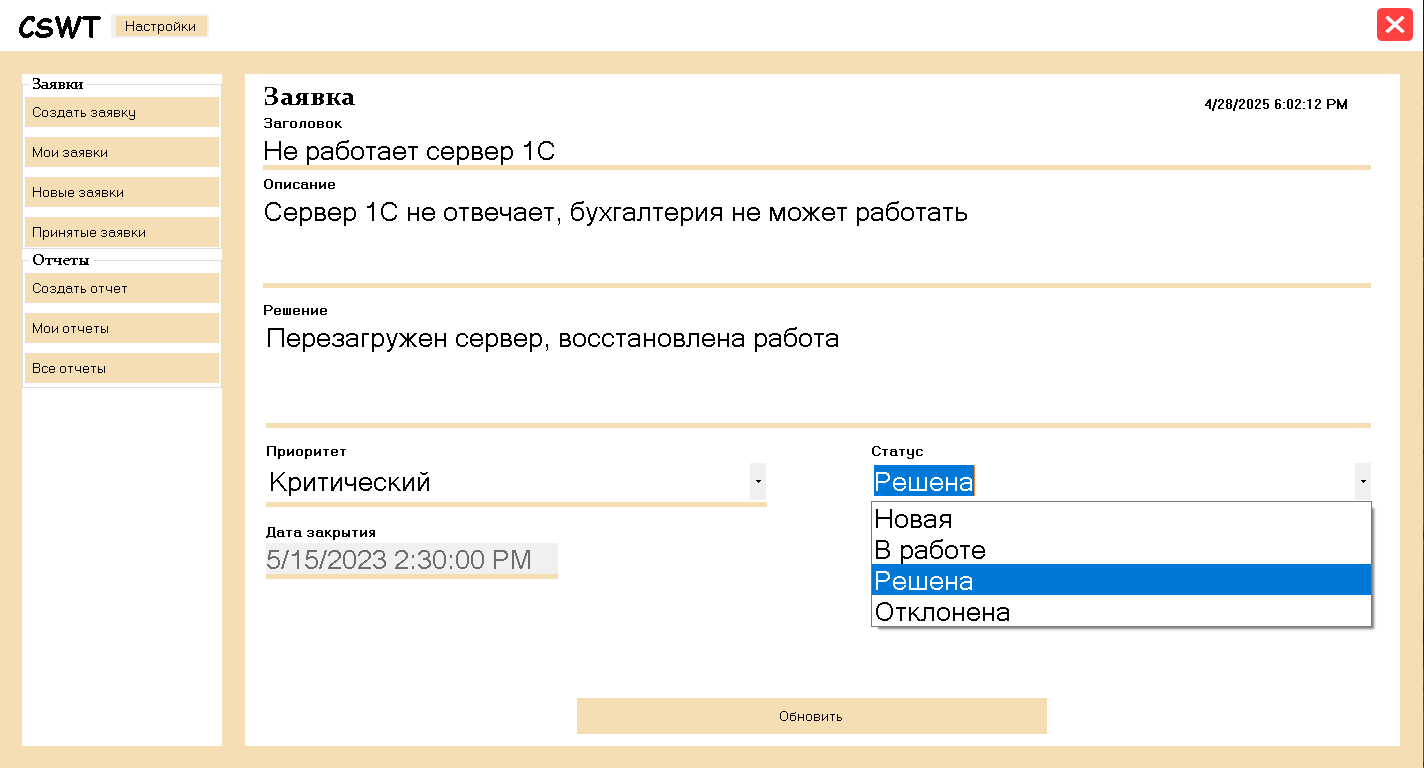 CSWT Настройки
Заявки
Создать заявку
Мои заявки
Новые заявки
Принятые заявки
Отчеты
Создать отчет
Мои отчеты
Все отчеты
Заявка
4/28/2025 6:02:12 PM
Заголовок
Не работает сервер 1С
Описание
Сервер 1С не отвечает, бухгалтерия не может работать
Решение
Перезагружен сервер, восстановлена работа
Приоритет
Критический
Дата закрытия
5/15/2023 2:30:00 PM
Статус
Решена
Новая
В работе
Решена
Отклонена
Обновить